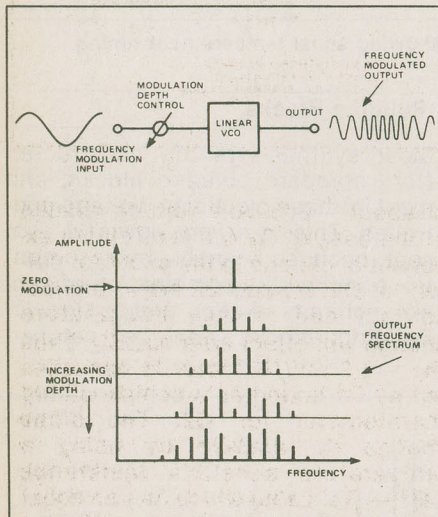 FREQUENCY
MODULATED
OUTPUT
MODULATION
DEPTH
CONTROL
LINEAR
VCO
OUTPUT
FREQUENCY
MODULATION
INPUT
AMPLITUDE
ZERO
MODULATION
OUTPUT
FREQUENCY
SPECTRUM
INCREASING
MODULATION
DEPTH
FREQUENCY